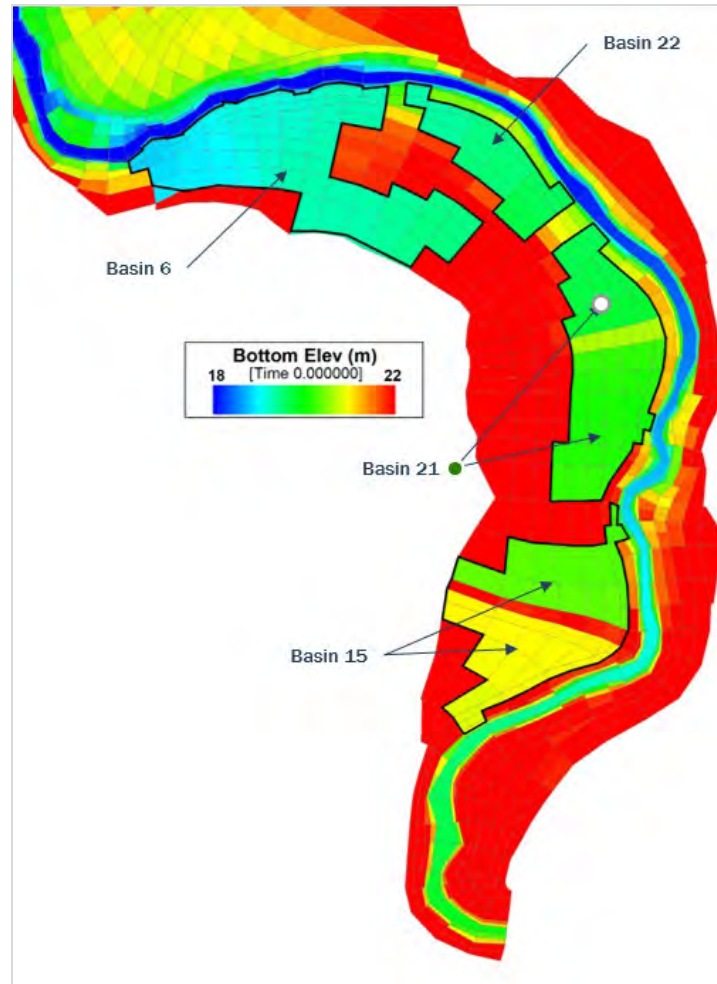 Basin 22
Basin 6
Bottom Elev (m)
18 [Time 0.000000] 22
Basin 21
Basin 15